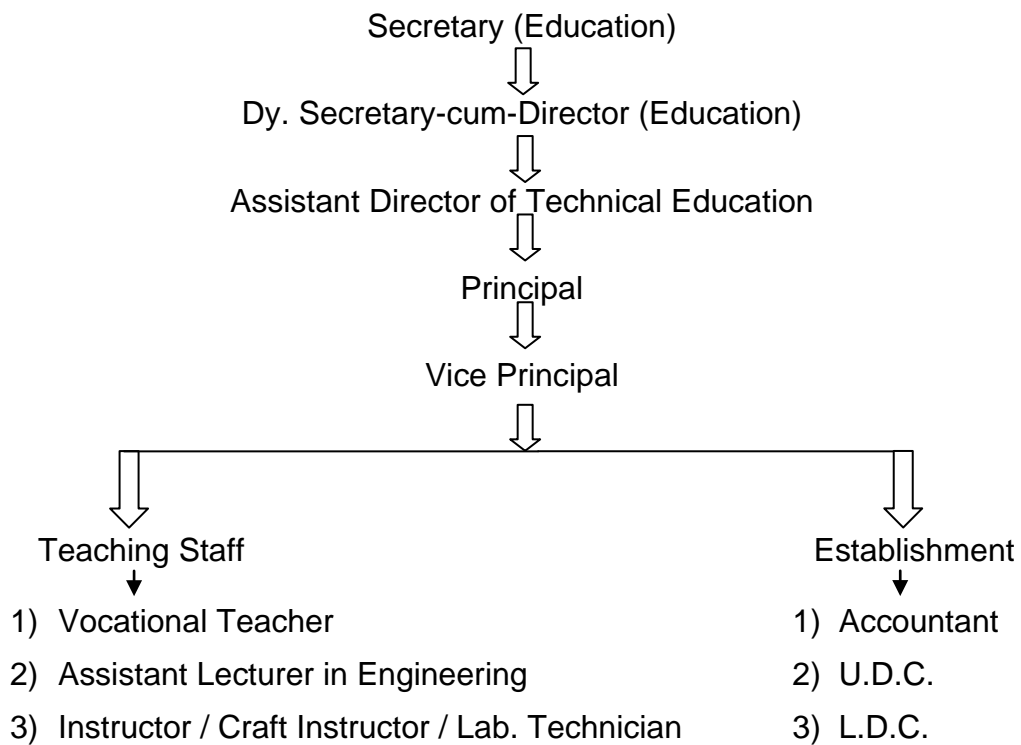 Secretary (Education)
Dy. Secretary-cum-Director (Education)
Assistant Director of Technical Education
Principal
Vice Principal
Teaching Staff
1) Vocational Teacher
2) Assistant Lecturer in Engineering
3) Instructor / Craft Instructor / Lab. Technician
Establishment
1) Accountant
2) U.D.C.
3) L.D.C.